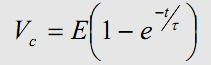 V_c = E(1 − e^{−t/τ})